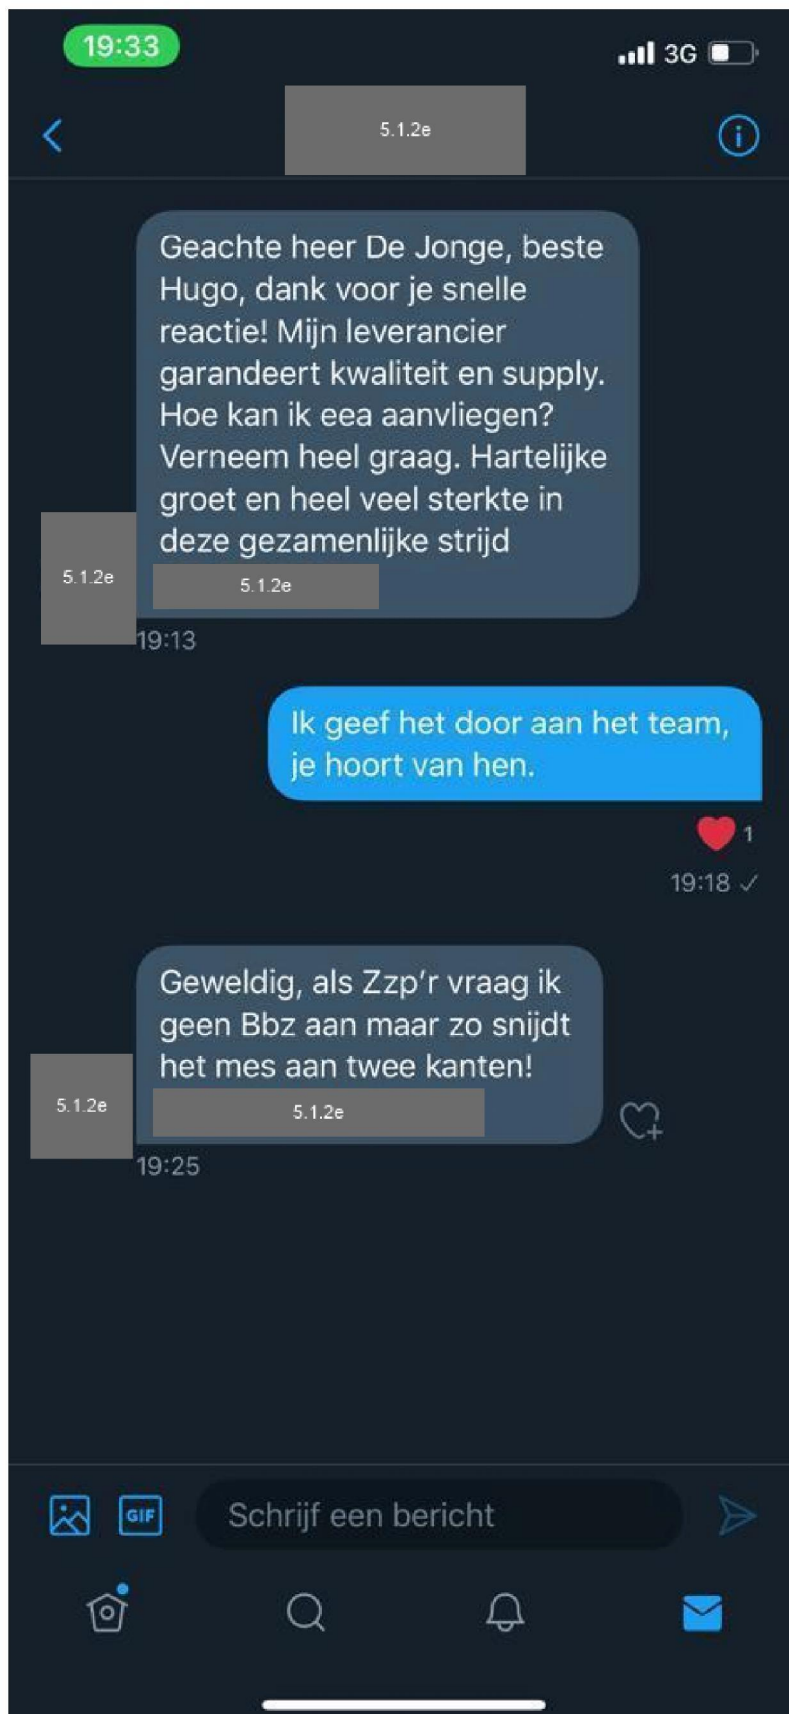 19:33
3G
5.1.2e
Geachte heer De Jonge, beste
Hugo, dank voor je snelle
reactie! Mijn leverancier
garandeert kwaliteit en supply.
Hoe kan ik eea aanvliegen?
Verneem heel graag. Hartelijke
groet en heel veel sterkte in
deze gezamenlijke strijd
5.1.2e
5.1.2e
19:13
Ik geef het door aan het team,
je hoort van hen.
1
19:18
Geweldig, als Zzp'r vraag ik
geen Bbz aan maar zo snijdt
het mes aan twee kanten!
5.1.2e
5.1.2e
19:25
GIF
Schrijf een bericht